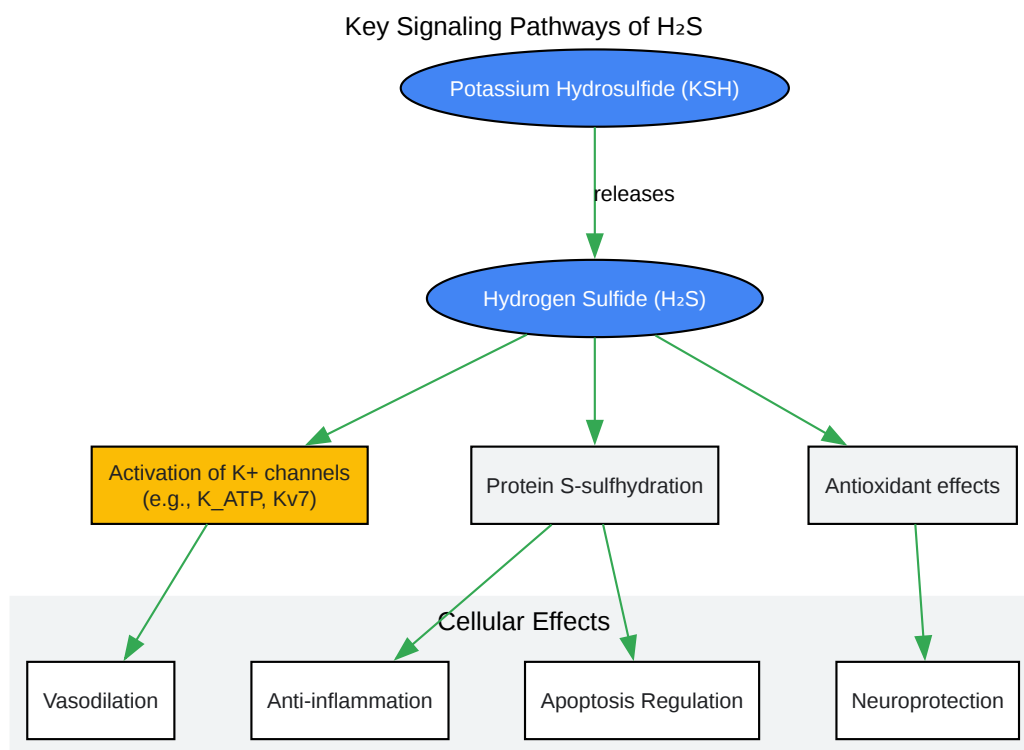 Key Signaling Pathways of H₂S
Potassium Hydrosulfide (KSH)
releases
Hydrogen Sulfide (H₂S)
Activation of K+ channels
(e.g., K_ATP, Kv7)
Protein S-sulfhydration
Antioxidant effects
Cellular Effects
Vasodilation
Anti-inflammation
Apoptosis Regulation
Neuroprotection